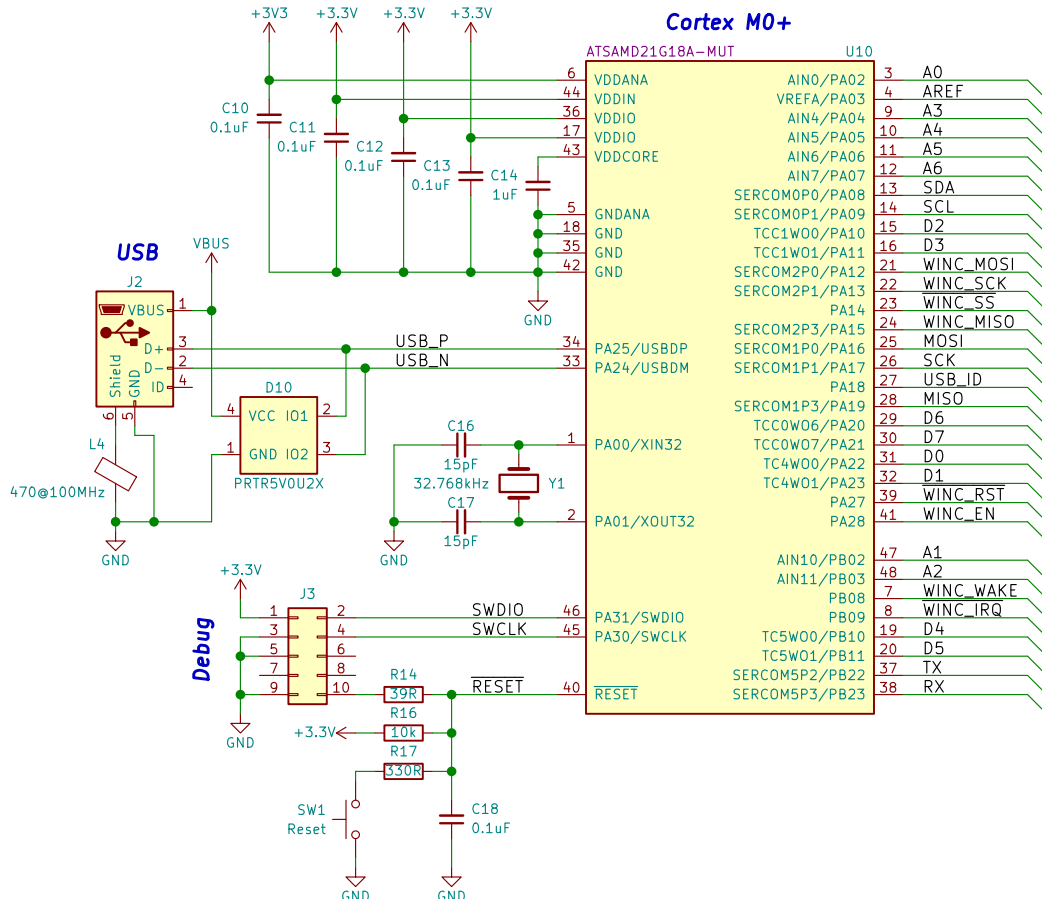 +3V3 +3.3V +3.3V +3.3V
Cortex M0+
ATSAMD21G18A-MUT U10
6 VDDANA AIN0/PA02 3 A0
44 VDDIN VREFA/PA03 4 AREF
C10
0.1uF
36 VDDIO AIN4/PA04 9 A3
C11
0.1uF
17 VDDIO AIN5/PA05 10 A4
C12
0.1uF
43 VDDCORE AIN6/PA06 11 A5
C13
0.1uF
C14
1uF
AIN7/PA07 12 A6
SERCOM0P0/PA08 13 SDA
5 GNDANA SERCOM0P1/PA09 14 SCL
18 GND TCC1WO0/PA10 15 D2
35 GND TCC1WO1/PA11 16 D3
42 GND SERCOM2P0/PA12 21 WINC_MOSI
SERCOM2P1/PA13 22 WINC_SCK
GND
PA14 23 WINC_SS
SERCOM2P3/PA15 24 WINC_MISO
USB
VBUS
J2
VBUS 1
D+ 3 USB_P 34 PA25/USBDP SERCOM1P0/PA16 25 MOSI
D- 2 USB_N 33 PA24/USBDM SERCOM1P1/PA17 26 SCK
ID 4
Shield
GND
6 5
PA18 27 USB_ID
SERCOM1P3/PA19 28 MISO
D10
4 VCC IO1 2
1 GND IO2 3
PRTR5V0U2X
L4
470@100MHz
GND
TCC0WO6/PA20 29 D6
C16
15pF
1 PA00/XIN32 TCC0WO7/PA21 30 D7
TC4WO0/PA22 31 D0
32.768kHz Y1
TC4WO1/PA23 32 D1
C17
15pF
PA27 39 WINC_RST
2 PA01/XOUT32 PA28 41 WINC_EN
GND
AIN10/PB02 47 A1
AIN11/PB03 48 A2
PB08 7 WINC_WAKE
Debug
+3.3V
J3
1 2 SWDIO 46 PA31/SWDIO PB09 8 WINC_IRQ
3 4 SWCLK 45 PA30/SWCLK TC5WO0/PB10 19 D4
5 6 TC5WO1/PB11 20 D5
7 8 SERCOM5P2/PB22 37 TX
9 10 R14 39R RESET 40 RESET SERCOM5P3/PB23 38 RX
GND
R16
+3.3V 10k
R17
330R
SW1
Reset
C18
0.1uF
GND GND